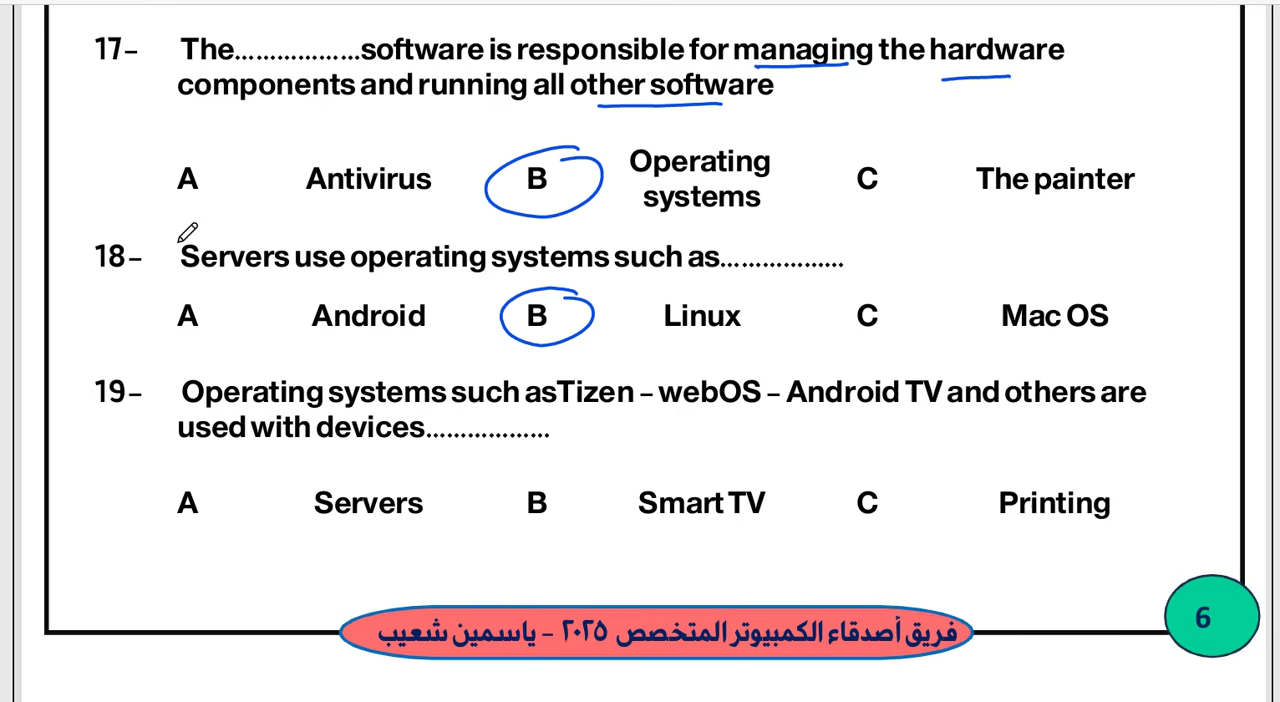 17- The.................software is responsible for managing the hardware
components and running all other software
A Antivirus B Operating systems C The painter
18- Servers use operating systems such as.................
A Android B Linux C Mac OS
19- Operating systems such asTizen – webOS – Android TV and others are
used with devices.................
A Servers B Smart TV C Printing
فريق أصدقاء الكمبيوتر المتخصص ٢٠٢٥ - ياسمين شعيب
6